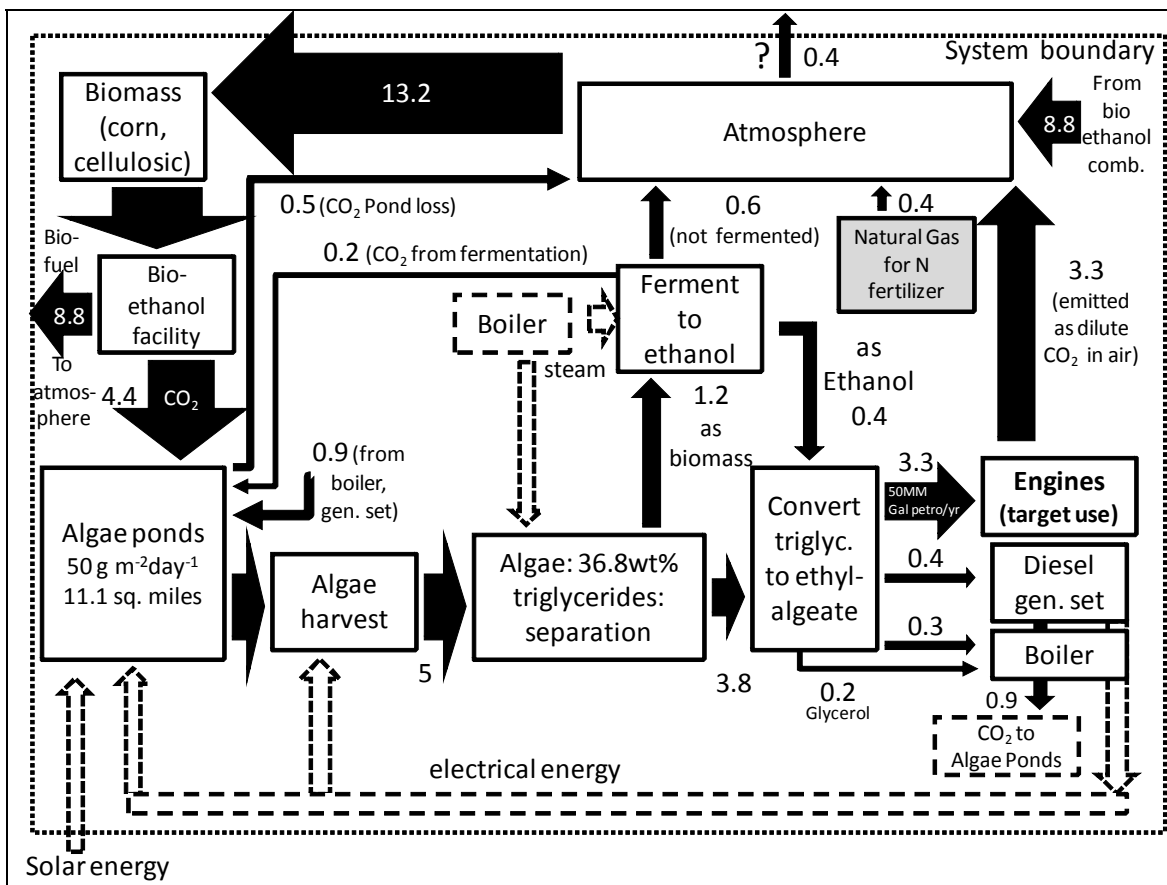 ?
0.4
System boundary
Biomass
(corn,
cellulosic)
13.2
Atmosphere
8.8
From
bio
ethanol
comb.
0.5 (CO2 Pond loss)
0.6
(not fermented)
0.4
Natural Gas
for N
fertilizer
3.3
(emitted
as dilute
CO2 in air)
Bio-
fuel
8.8
To
atmos-
phere
Bio-
ethanol
facility
0.2 (CO2 from fermentation)
Boiler
steam
Ferment
to
ethanol
as
Ethanol
0.4
4.4
CO2
0.9 (from
boiler,
gen. set)
1.2
as
biomass
Algae ponds
50 g m-2day-1
11.1 sq. miles
Algae
harvest
5
Algae: 36.8wt%
triglycerides:
separation
3.8
Convert
triglyc.
to ethyl-
algeate
3.3
50MM
Gal petro/yr
Engines
(target use)
0.4
Diesel
gen. set
0.3
Boiler
0.2
Glycerol
0.9
CO2 to
Algae Ponds
electrical energy
Solar energy